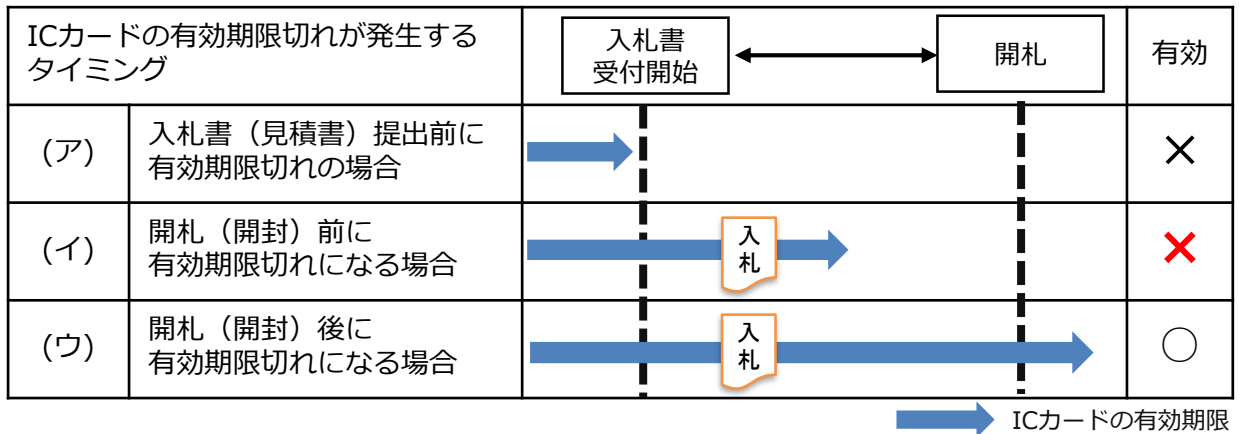 ICカードの有効期限切れが発生する
タイミング
入札書
受付開始
開札
有効
(ア)
入札書（見積書）提出前に
有効期限切れの場合
×
(イ)
開札（開封）前に
有効期限切れになる場合
入
札
×
(ウ)
開札（開封）後に
有効期限切れになる場合
入
札
○
ICカードの有効期限